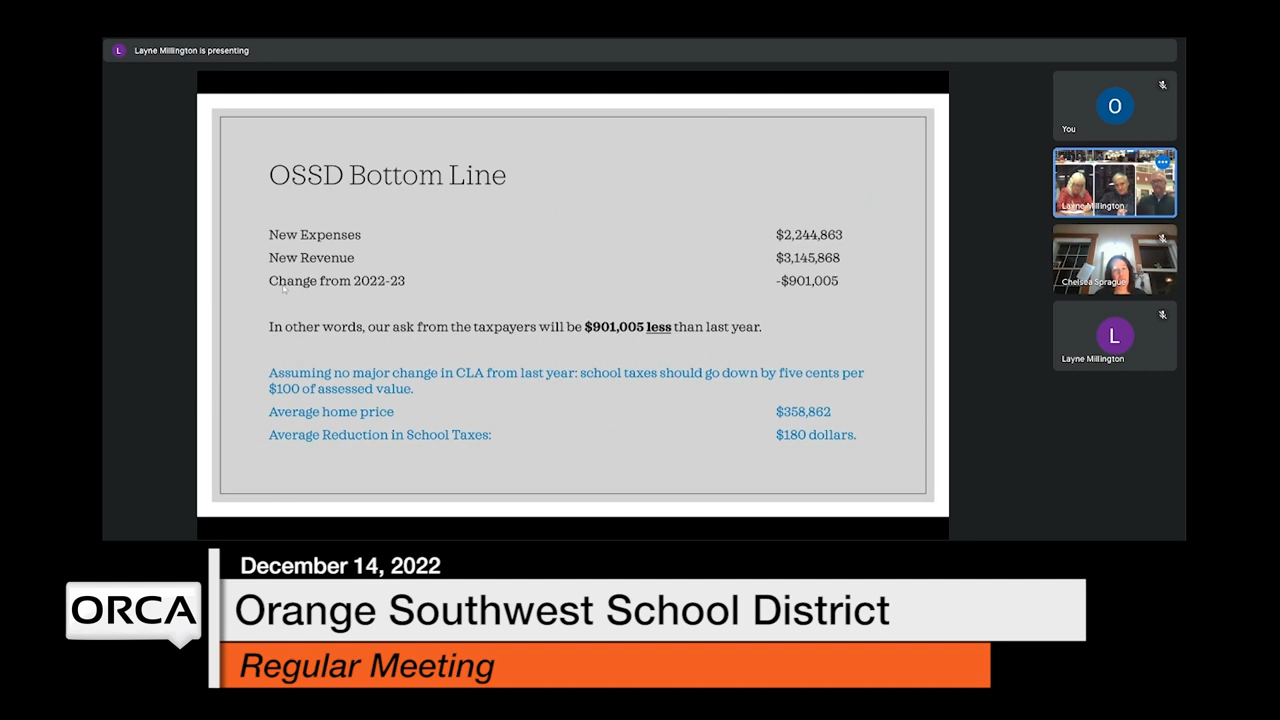 L Layne Millington is presenting
OSSD Bottom Line
New Expenses $2,244,863
New Revenue $3,145,868
Change from 2022-23 -$901,005
In other words, our ask from the taxpayers will be $901,005 less than last year.
Assuming no major change in CLA from last year: school taxes should go down by five cents per
$100 of assessed value.
Average home price $358,862
Average Reduction in School Taxes: $180 dollars.
O
You
Layne Millington
Chelsea Sprague
L
Layne Millington
December 14, 2022
ORCA
Orange Southwest School District
Regular Meeting